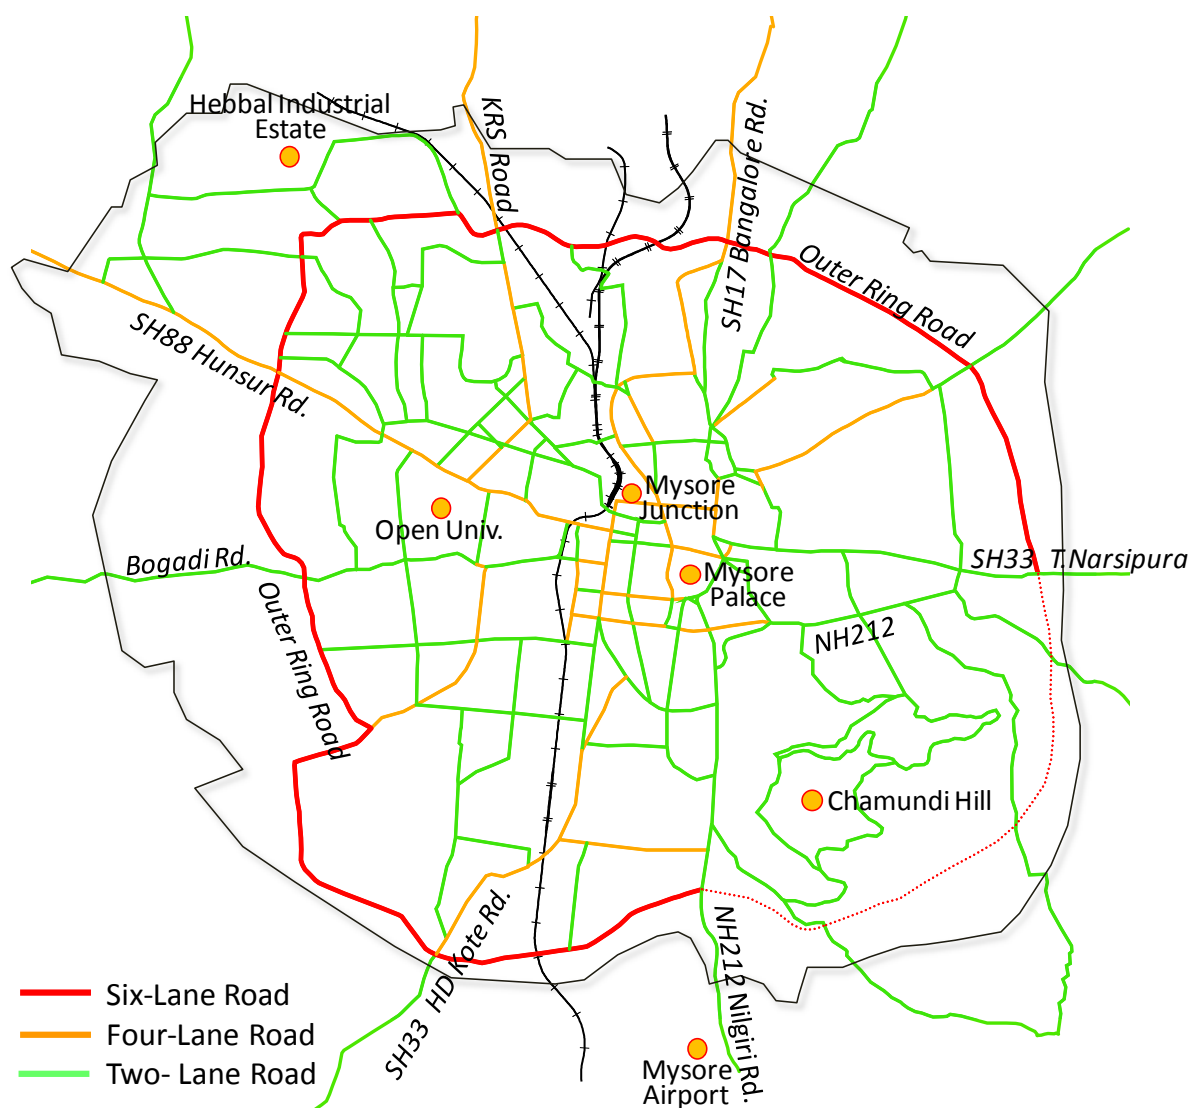 Hebbal Industrial
Estate
KRS Road
SH17 Bangalore Rd.
Outer Ring Road
SH88 Hunsur Rd.
Mysore
Junction
Open Univ.
Bogadi Rd.
SH33 T.Narsipura
Mysore
Palace
Outer Ring Road
NH212
Chamundi Hill
SH33 HD Kote Rd.
NH212 Nilgiri Rd.
Six-Lane Road
Four-Lane Road
Two- Lane Road
Mysore
Airport